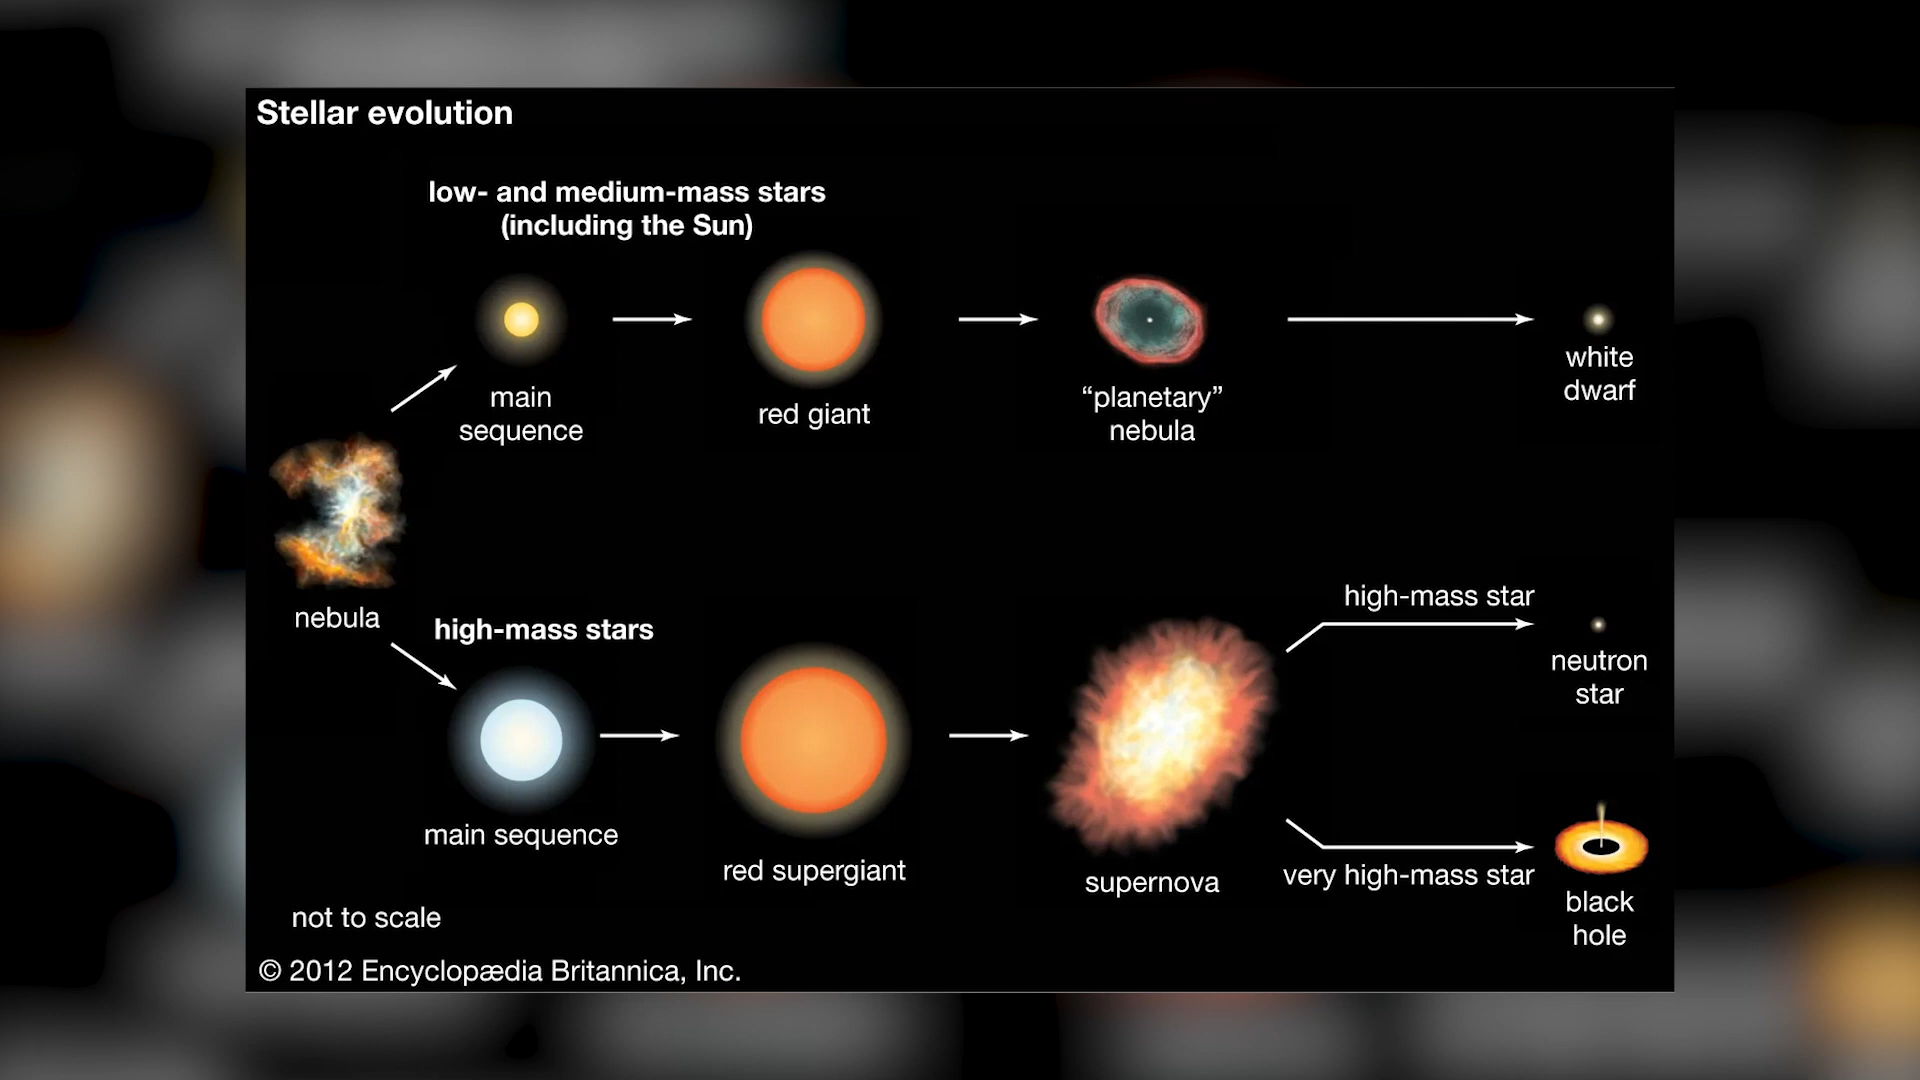 Stellar evolution
low- and medium-mass stars
(including the Sun)
main
sequence
red giant
“planetary”
nebula
white
dwarf
nebula
high-mass stars
main sequence
red supergiant
supernova
high-mass star
neutron
star
very high-mass star
black
hole
not to scale
© 2012 Encyclopædia Britannica, Inc.